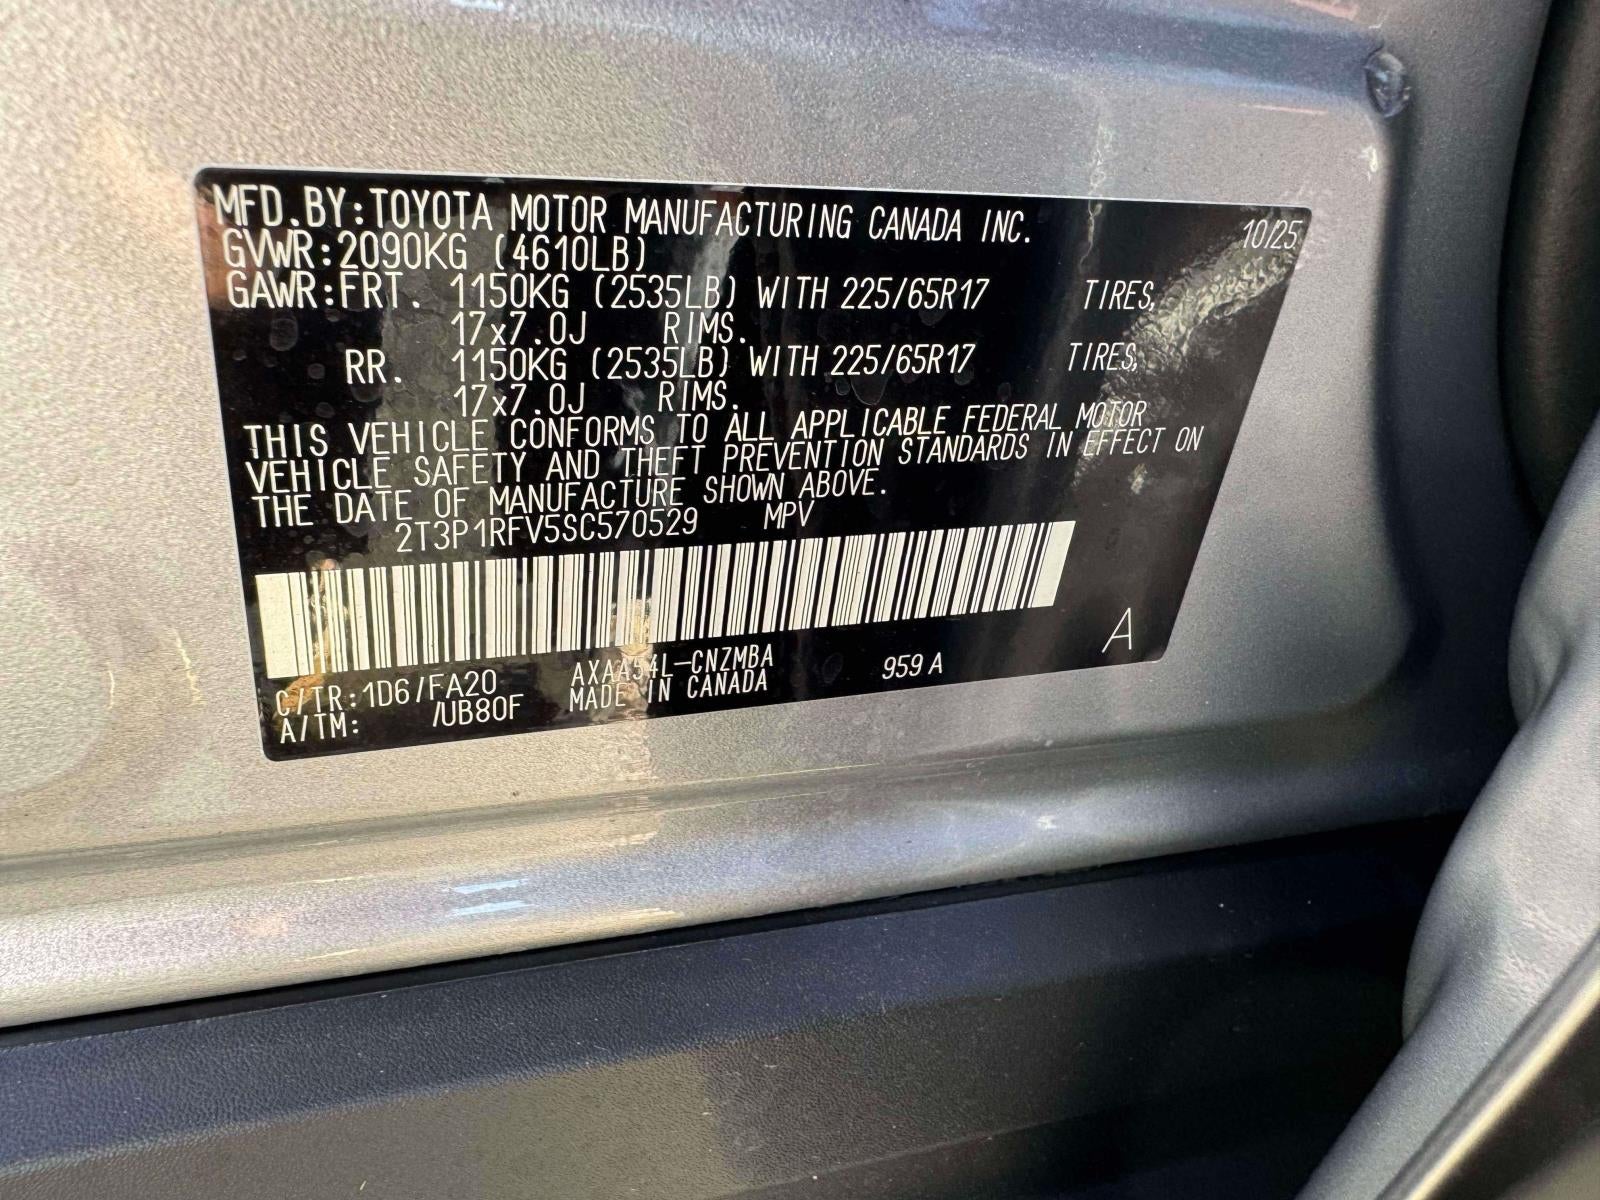 MFD.BY:TOYOTA MOTOR MANUFACTURING CANADA INC. 10/25
GVWR:2090KG (4610LB)
GAWR:FRT. 1150KG (2535LB) WITH 225/65R17 TIRES,
17x7.0J RIMS.
RR. 1150KG (2535LB) WITH 225/65R17 TIRES,
17x7.0J RIMS.
THIS VEHICLE CONFORMS TO ALL APPLICABLE FEDERAL MOTOR
VEHICLE SAFETY AND THEFT PREVENTION STANDARDS IN EFFECT ON
THE DATE OF MANUFACTURE SHOWN ABOVE.
2T3P1RFV5SC570529 MPV
C/TR:1D6/FA20 AXAA54L-CNZMBA 959A A
A/TM: /UB80F MADE IN CANADA